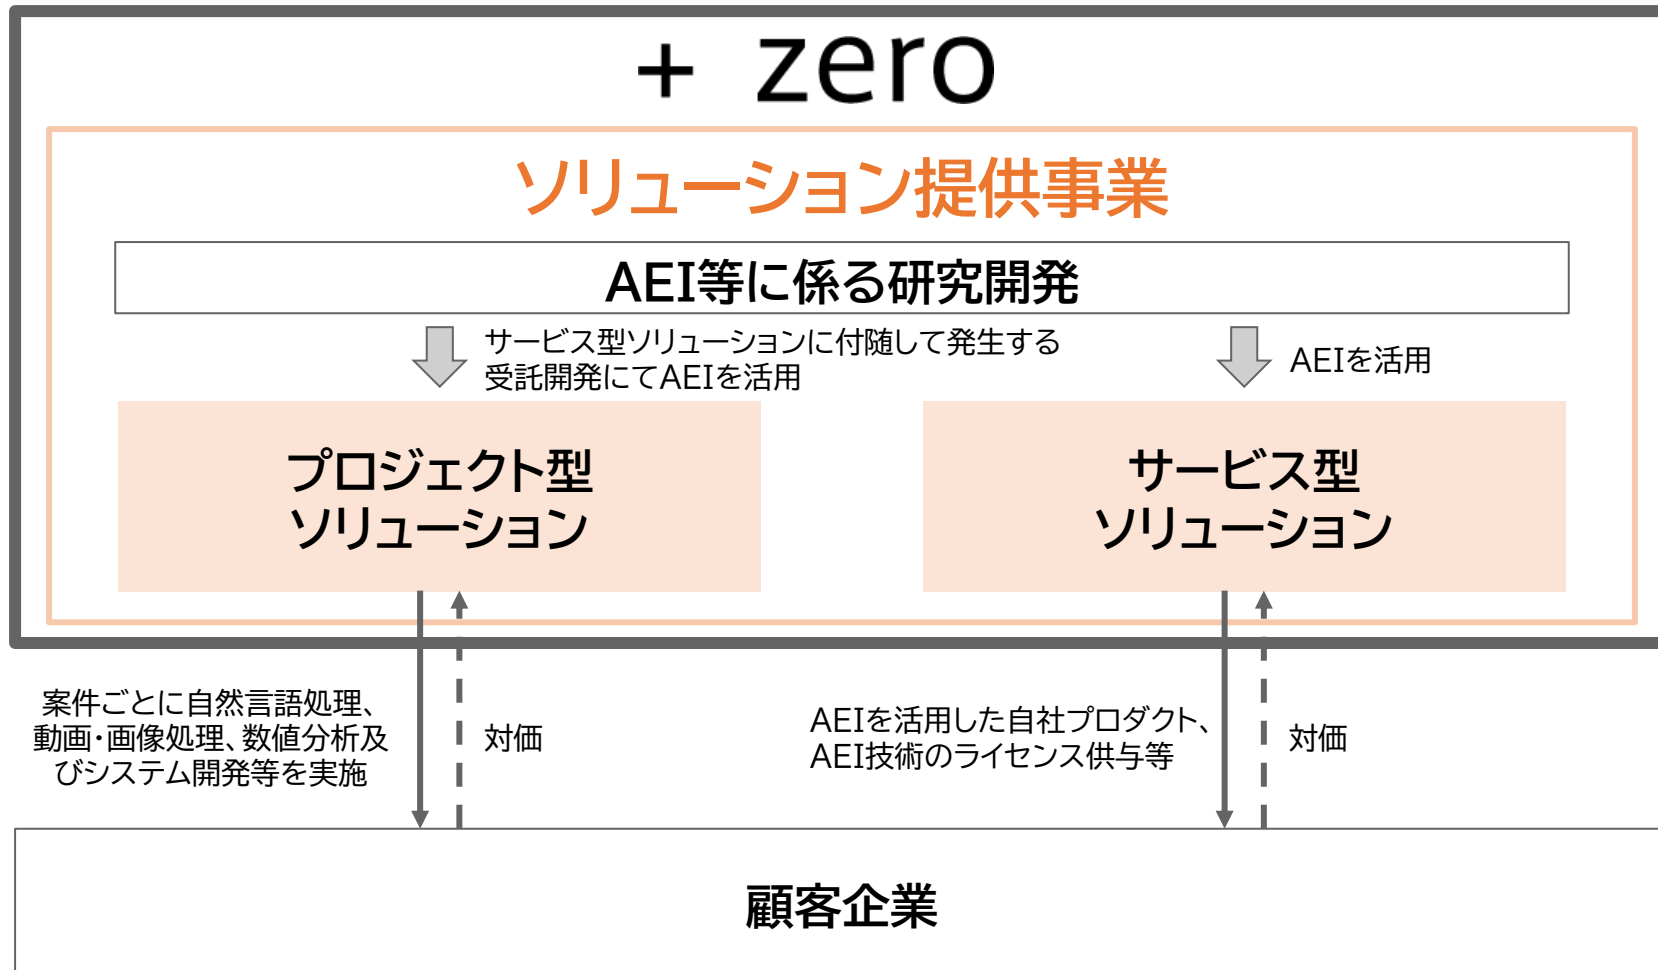 + zero
ソリューション提供事業
AEI等に係る研究開発
サービス型ソリューションに付随して発生する
受託開発にてAEIを活用
AEIを活用
プロジェクト型
ソリューション
サービス型
ソリューション
案件ごとに自然言語処理、
動画・画像処理、数値分析及
びシステム開発等を実施
対価
AEIを活用した自社プロダクト、
AEI技術のライセンス供与等
対価
顧客企業